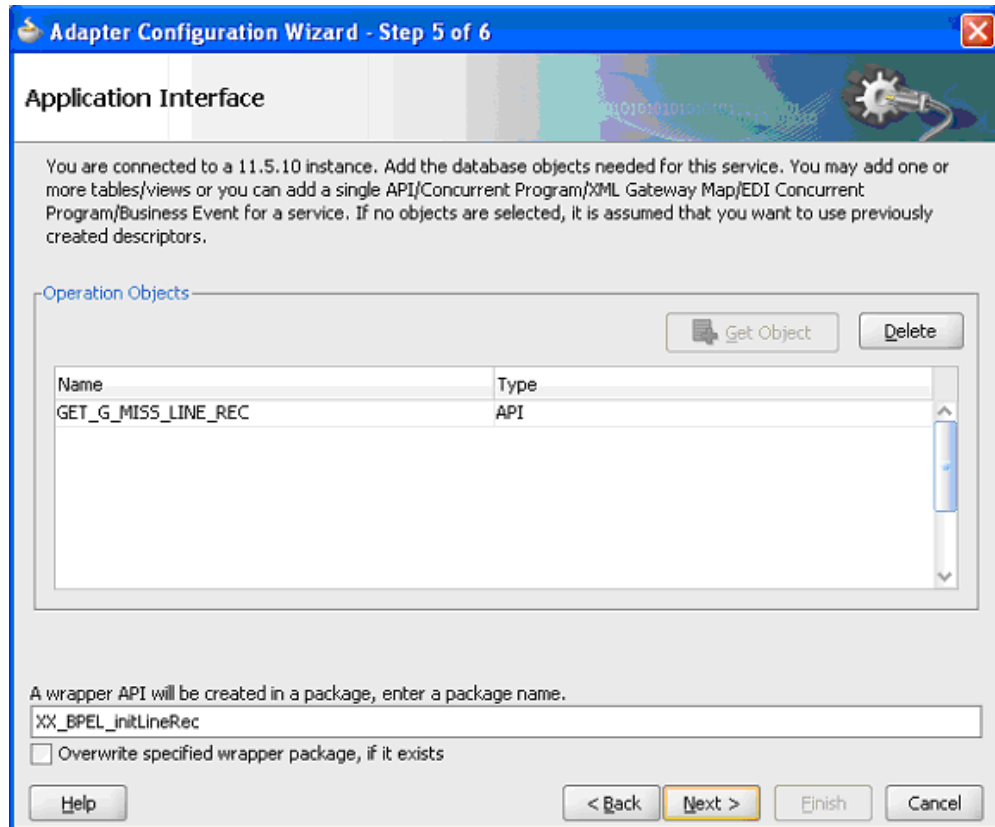 Adapter Configuration Wizard - Step 5 of 6
Application Interface
You are connected to a 11.5.10 instance. Add the database objects needed for this service. You may add one or
more tables/views or you can add a single API/Concurrent Program/XML Gateway Map/EDI Concurrent
Program/Business Event for a service. If no objects are selected, it is assumed that you want to use previously
created descriptors.
Operation Objects
Get Object
Delete
Name Type
GET_G_MISS_LINE_REC API
A wrapper API will be created in a package, enter a package name.
XX_BPEL_initLineRec
Overwrite specified wrapper package, if it exists
Help
< Back
Next >
Finish
Cancel